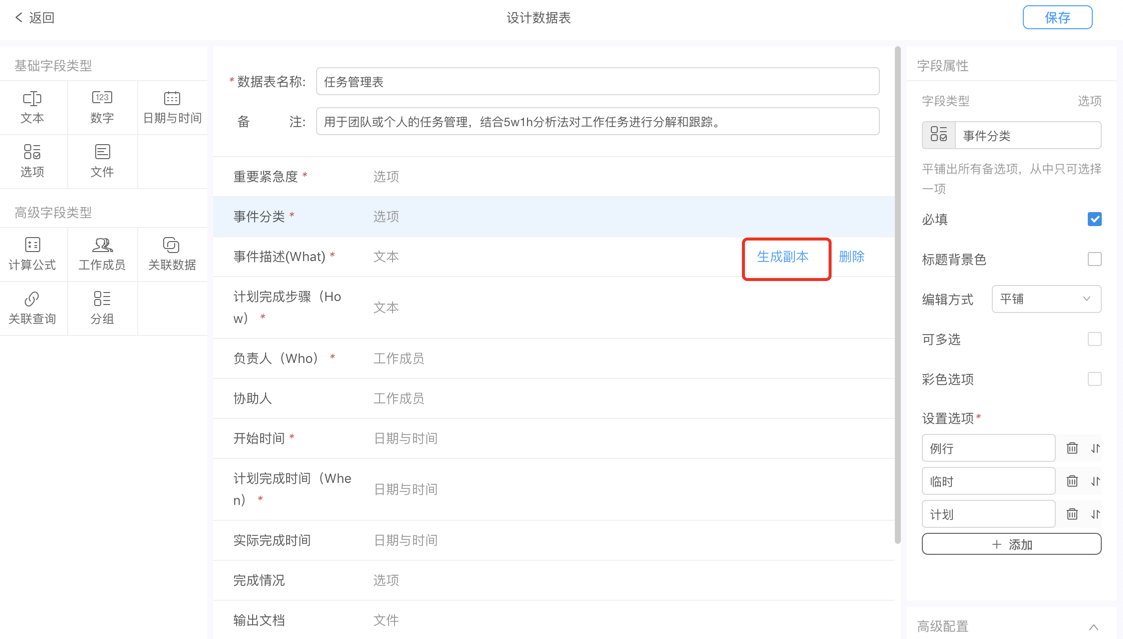 返回
设计数据表
保存
基础字段类型
文本
数字
日期与时间
选项
文件
高级字段类型
计算公式
工作成员
关联数据
关联查询
分组
* 数据表名称: 任务管理表
备 注: 用于团队或个人的任务管理，结合5w1h分析法对工作任务进行分解和跟踪。
重要紧急度 * 选项
事件分类 * 选项
事件描述(What) * 文本 生成副本 删除
计划完成步骤（Ho
w） * 文本
负责人（Who） * 工作成员
协助人 工作成员
开始时间 * 日期与时间
计划完成时间（Whe
n） * 日期与时间
实际完成时间 日期与时间
完成情况 选项
输出文档 文件
字段属性
字段类型 选项
事件分类
平铺出所有备选项，从中只可选择
一项
必填
标题背景色
编辑方式 平铺
可多选
彩色选项
设置选项*
例行
临时
计划
+ 添加
高级配置
123